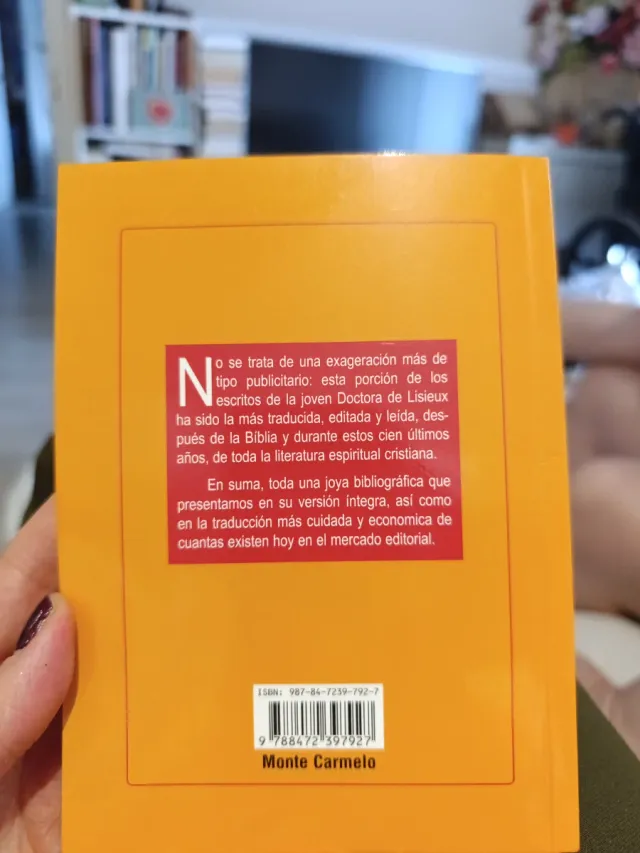 No se trata de una exageración más de
tipo publicitario: esta porción de los
escritos de la joven Doctora de Lisieux
ha sido la más traducida, editada y leída, des-
pués de la Bíblia y durante estos cien últimos
años, de toda la literatura espiritual cristiana.
En suma, toda una joya bibliográfica que
presentamos en su versión íntegra, así como
en la traducción más cuidada y economica de
cuantas existen hoy en el mercado editorial.
ISBN: 987-84-7239-792-7
9 788472 397927
Monte Carmelo